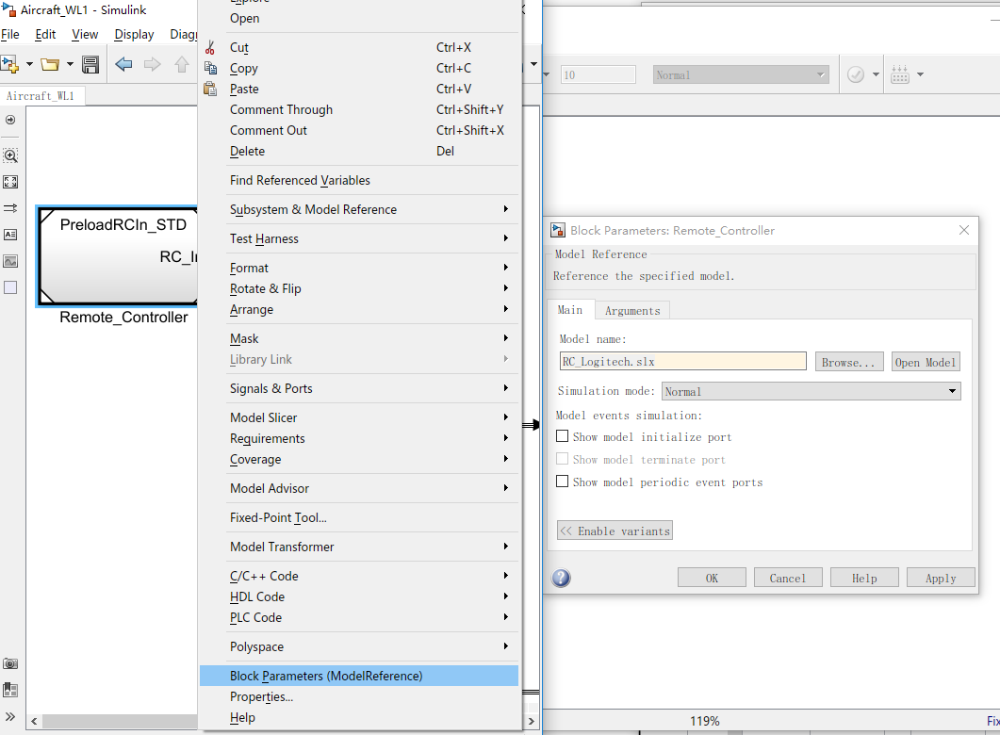 Aircraft_WL1 - Simulink
File Edit View Display Diag
Aircraft_WL1
PreloadRCIn_STD
RC_In
Remote_Controller
Explore
Open
Cut Ctrl+X
Copy Ctrl+C
Paste Ctrl+V
Comment Through Ctrl+Shift+Y
Comment Out Ctrl+Shift+X
Delete Del
Find Referenced Variables
Subsystem & Model Reference
Test Harness
Format
Rotate & Flip
Arrange
Mask
Library Link
Signals & Ports
Model Slicer
Requirements
Coverage
Model Advisor
Fixed-Point Tool...
Model Transformer
C/C++ Code
HDL Code
PLC Code
Polyspace
Block Parameters (ModelReference)
Properties...
Help
10 Normal
Block Parameters: Remote_Controller
Model Reference
Reference the specified model.
Main Arguments
Model name:
RC_Logitech.slx Browse... Open Model
Simulation mode: Normal
Model events simulation:
Show model initialize port
Show model terminate port
Show model periodic event ports
<< Enable variants
OK Cancel Help Apply
119% Fix